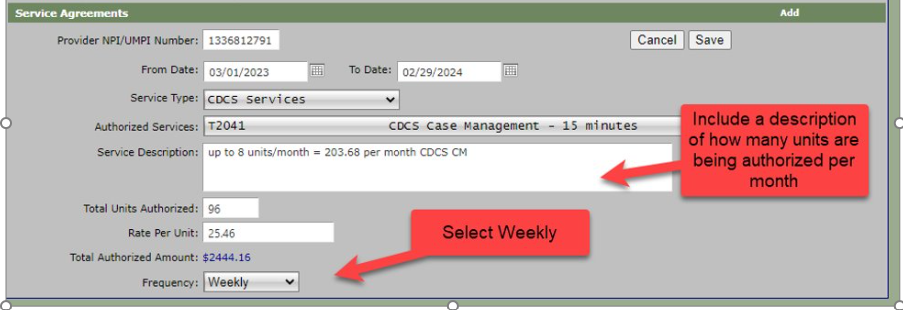 Service Agreements Add
Provider NPI/UMPI Number: 1336812791 Cancel Save
From Date: 03/01/2023 To Date: 02/29/2024
Service Type: CDCS Services
Authorized Services: T2041 CDCS Case Management - 15 minutes
Service Description: up to 8 units/month = 203.68 per month CDCS CM
Include a description
of how many units are
being authorized per
month
Total Units Authorized: 96
Rate Per Unit: 25.46
Select Weekly
Total Authorized Amount: $2444.16
Frequency: Weekly